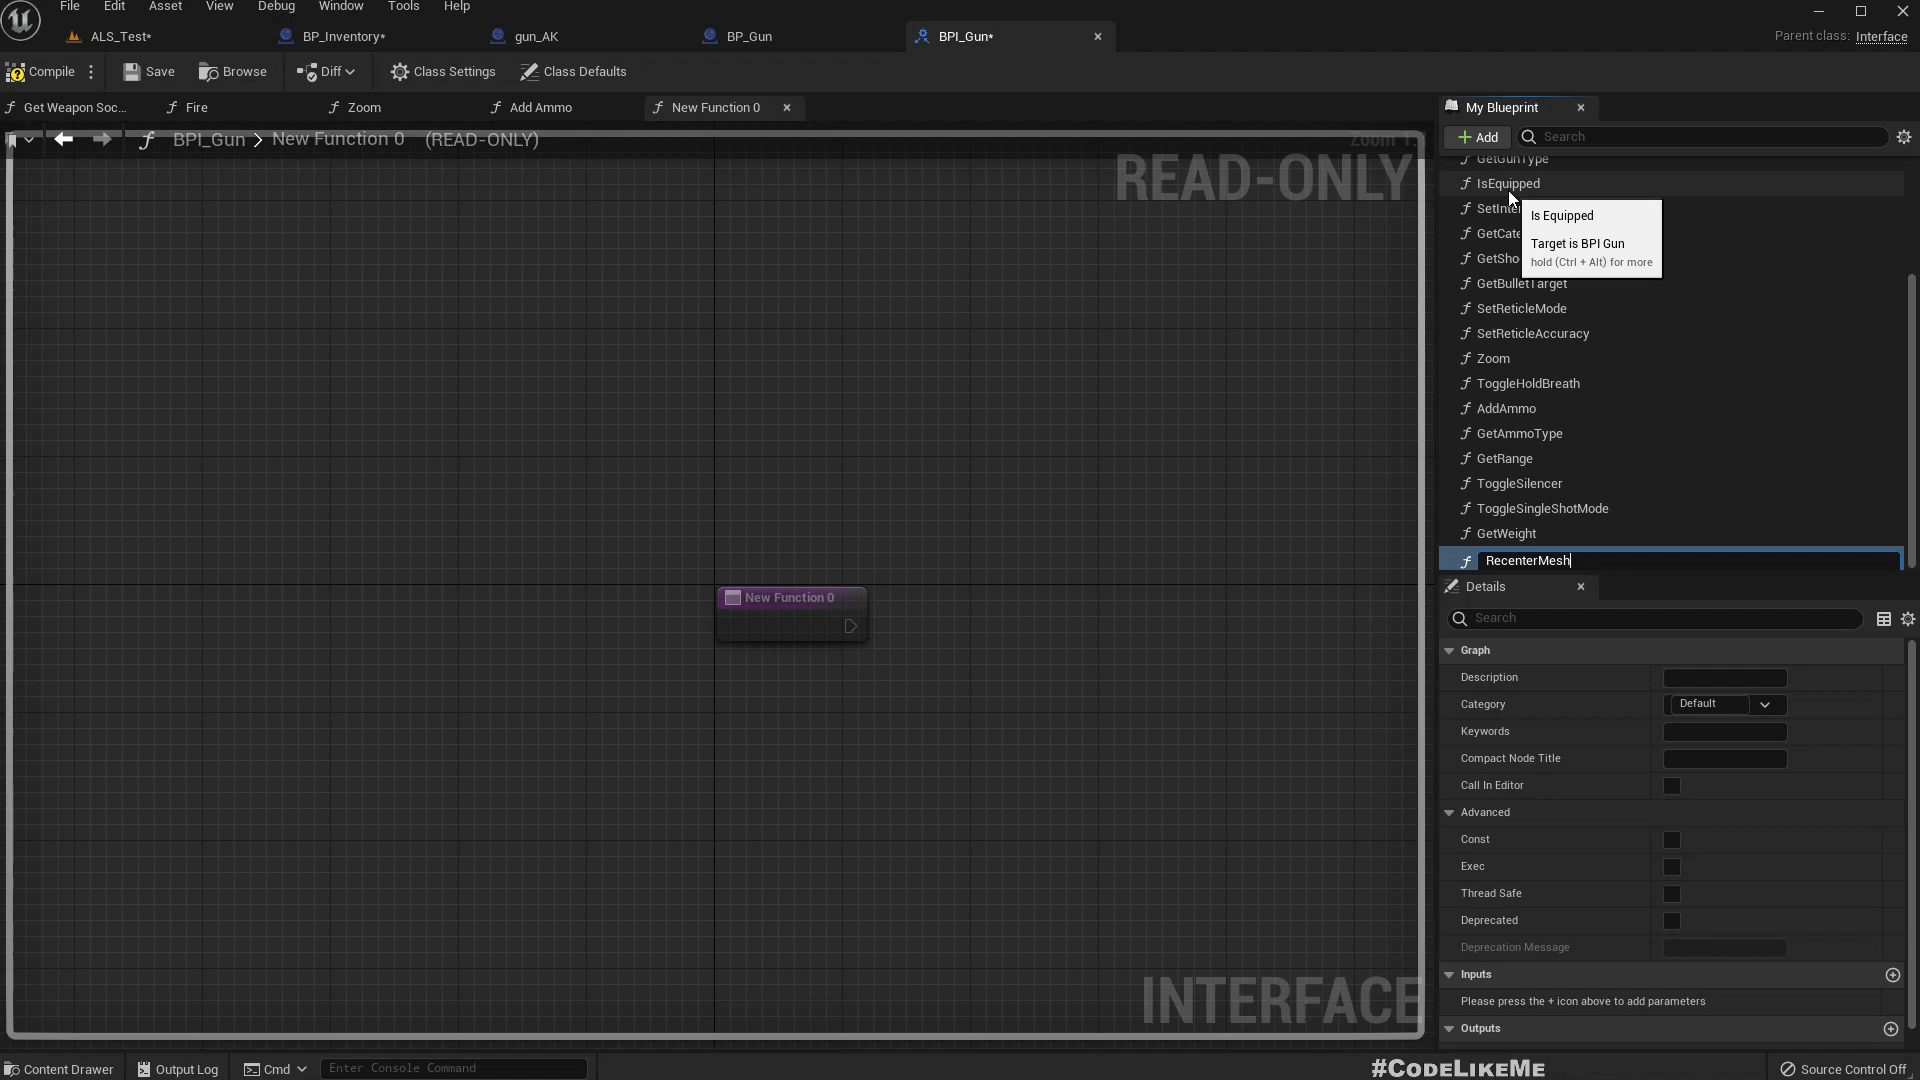 File Edit Asset View Debug Window Tools Help
ALS_Test* BP_Inventory* gun_AK BP_Gun BPI_Gun*
Parent class: Interface
Compile Save Browse Diff Class Settings Class Defaults
Get Weapon Soc... Fire Zoom Add Ammo New Function 0
BPI_Gun > New Function 0 (READ-ONLY)
Zoom 1:1
READ-ONLY
New Function 0
INTERFACE
My Blueprint
+ Add Search
GetGunType
IsEquipped
SetInte
GetCate
GetSho
GetBulletTarget
SetReticleMode
SetReticleAccuracy
Zoom
ToggleHoldBreath
AddAmmo
GetAmmoType
GetRange
ToggleSilencer
ToggleSingleShotMode
GetWeight
RecenterMesh
Is Equipped
Target is BPI Gun
hold (Ctrl + Alt) for more
Details
Search
Graph
Description
Category Default
Keywords
Compact Node Title
Call In Editor
Advanced
Const
Exec
Thread Safe
Deprecated
Deprecation Message
Inputs
Please press the + icon above to add parameters
Outputs
Content Drawer Output Log Cmd Enter Console Command
#CODELIKEME
Source Control Off